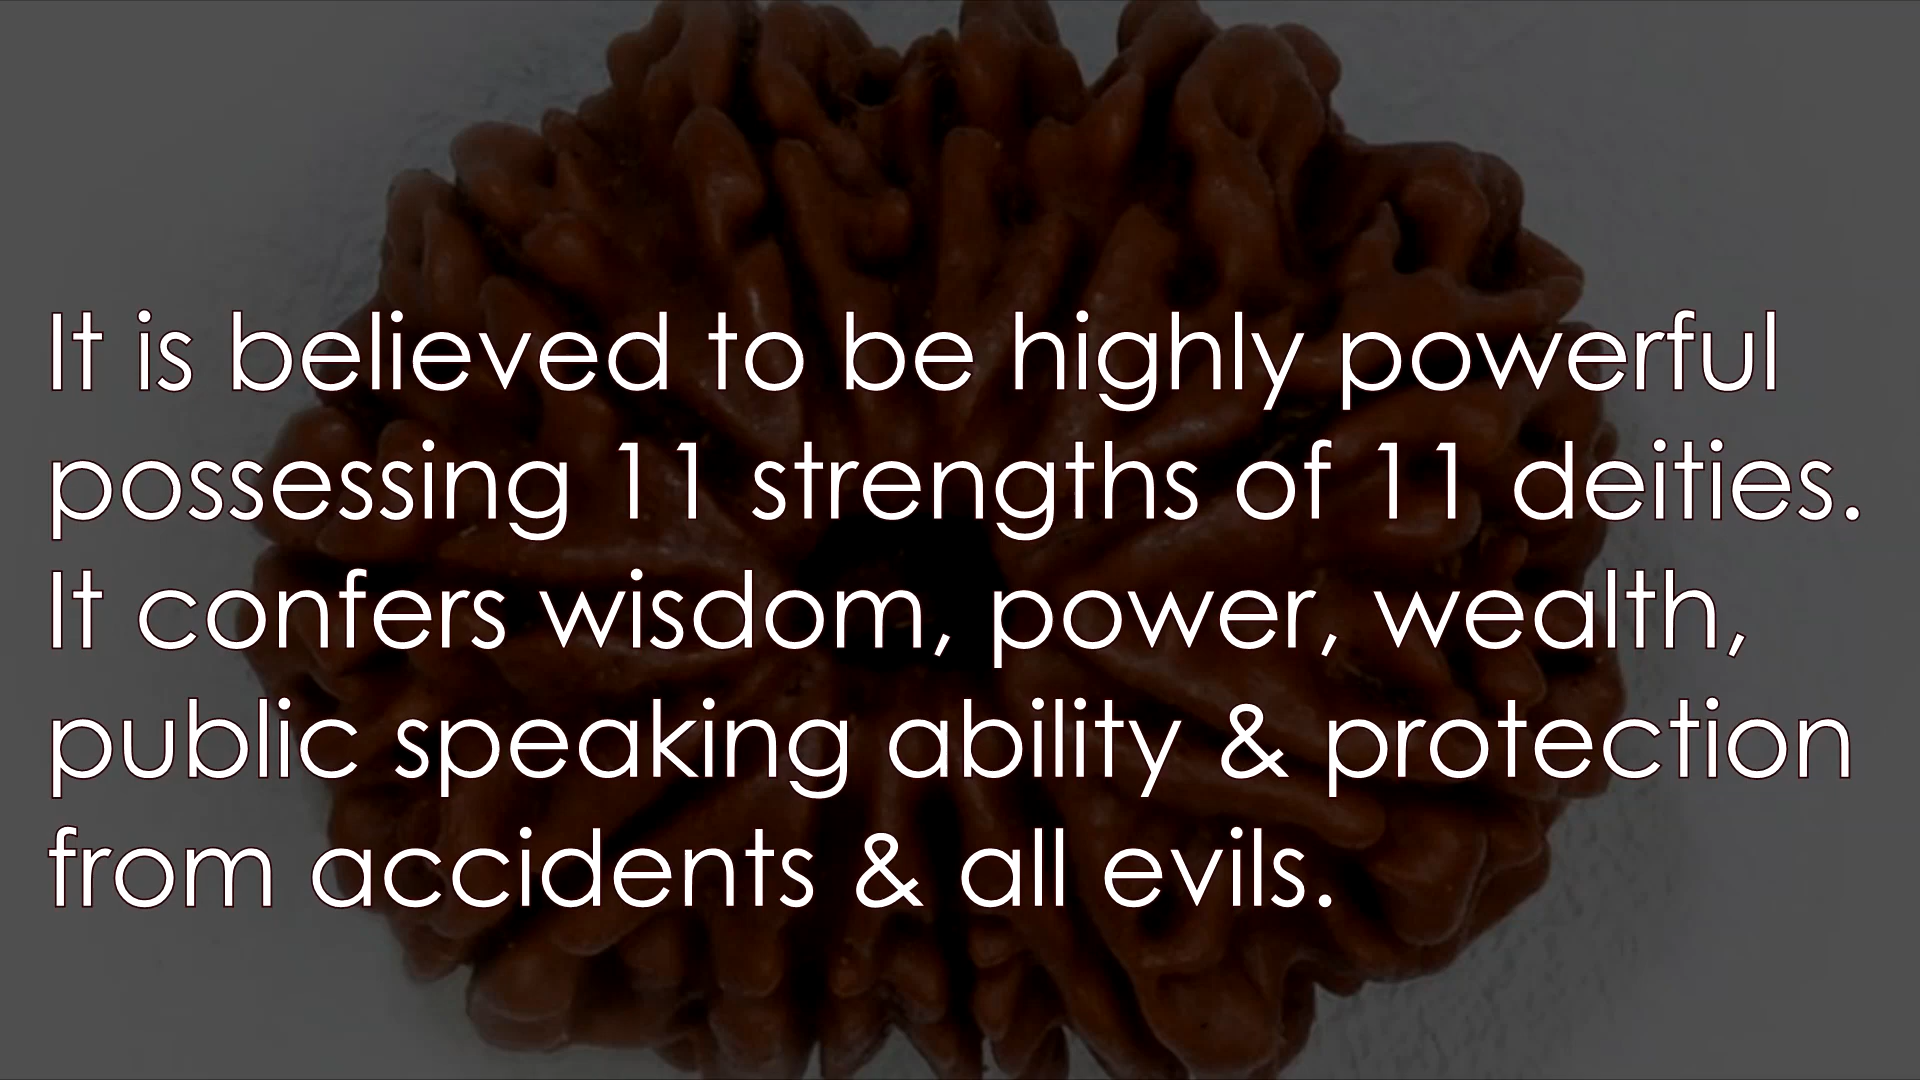 It is believed to be highly powerful
possessing 11 strengths of 11 deities.
It confers wisdom, power, wealth,
public speaking ability & protection
from accidents & all evils.